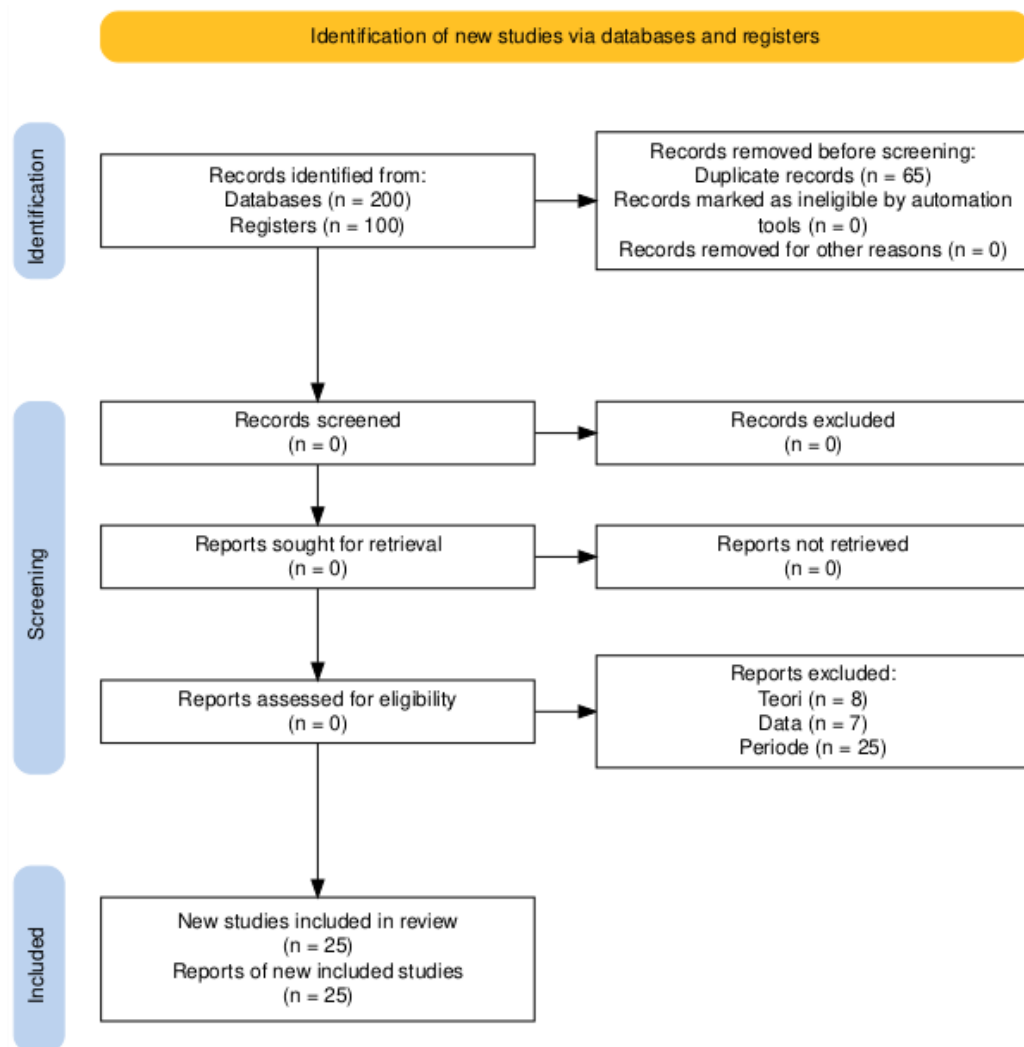 Identification of new studies via databases and registers
Identification
Records identified from:
Databases (n = 200)
Registers (n = 100)
Records removed before screening:
Duplicate records (n = 65)
Records marked as ineligible by automation
tools (n = 0)
Records removed for other reasons (n = 0)
Screening
Records screened
(n = 0)
Records excluded
(n = 0)
Reports sought for retrieval
(n = 0)
Reports not retrieved
(n = 0)
Reports assessed for eligibility
(n = 0)
Reports excluded:
Teori (n = 8)
Data (n = 7)
Periode (n = 25)
Included
New studies included in review
(n = 25)
Reports of new included studies
(n = 25)